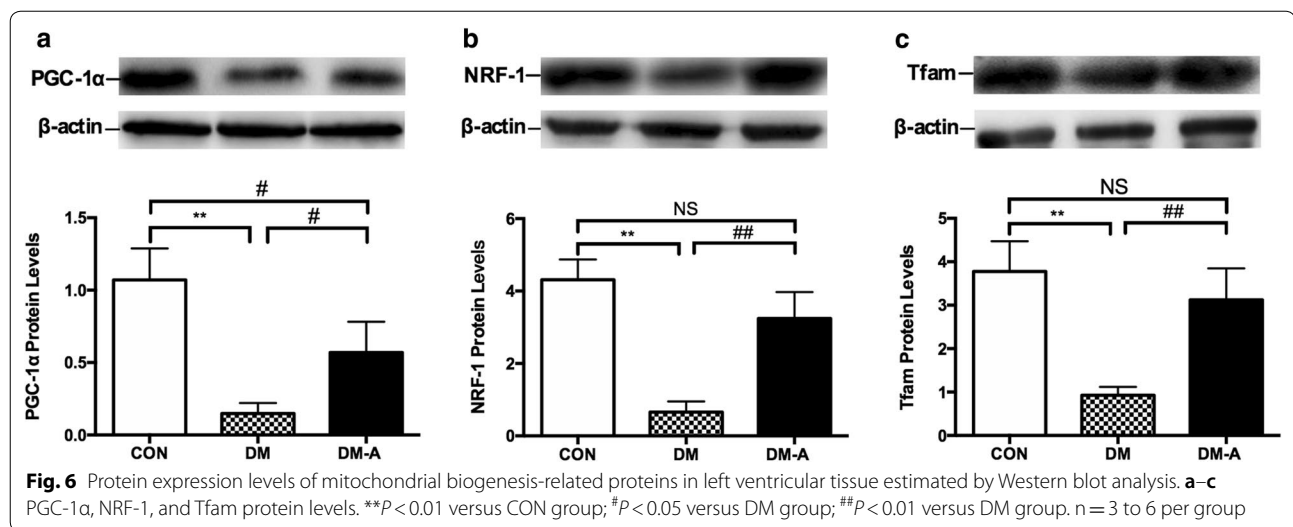 a
PGC-1α
β-actin
#
**
#
PGC-1α Protein Levels
1.5
1.0
0.5
0.0
CON DM DM-A
b
NRF-1
β-actin
NS
**
##
NRF-1 Protein Levels
6
4
2
0
CON DM DM-A
c
Tfam
β-actin
NS
**
##
Tfam Protein Levels
5
4
3
2
1
0
CON DM DM-A
Fig. 6 Protein expression levels of mitochondrial biogenesis-related proteins in left ventricular tissue estimated by Western blot analysis. a–c
PGC-1α, NRF-1, and Tfam protein levels. **P < 0.01 versus CON group; #P < 0.05 versus DM group; ##P < 0.01 versus DM group. n = 3 to 6 per group